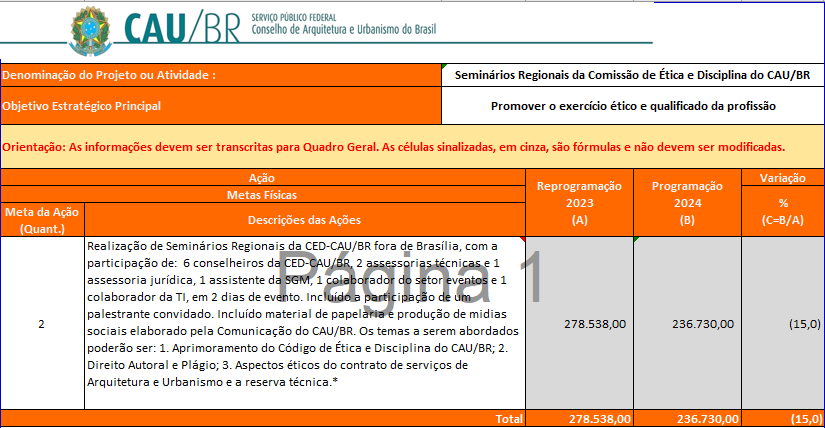 CAU/BR
SERVIÇO PÚBLICO FEDERAL
Conselho de Arquitetura e Urbanismo do Brasil
Denominação do Projeto ou Atividade :
Seminários Regionais da Comissão de Ética e Disciplina do CAU/BR
Objetivo Estratégico Principal
Promover o exercício ético e qualificado da profissão
Orientação: As informações devem ser transcritas para Quadro Geral. As células sinalizadas, em cinza, são fórmulas e não devem ser modificadas.
Ação
Metas Físicas
Meta da Ação
(Quant.)
Descrições das Ações
Reprogramação
2023
(A)
Programação
2024
(B)
Variação
%
(C=B/A)
2
Realização de Seminários Regionais da CED-CAU/BR fora de Brasília, com a
participação de: 6 conselheiros da CED-CAU/BR, 2 assessorias técnicas e 1
assessoria jurídica, 1 assistente da SGM, 1 colaborador do setor eventos e 1
colaborador da TI, em 2 dias de evento. Incluído a participação de um
palestrante convidado. Incluído material de papelaria e produção de midias
sociais elaborado pela Comunicação do CAU/BR. Os temas a serem abordados
poderão ser: 1. Aprimoramento do Código de Ética e Disciplina do CAU/BR; 2.
Direito Autoral e Plágio; 3. Aspectos éticos do contrato de serviços de
Arquitetura e Urbanismo e a reserva técnica.*
278.538,00
236.730,00
(15,0)
Página 1
Total
278.538,00
236.730,00
(15,0)